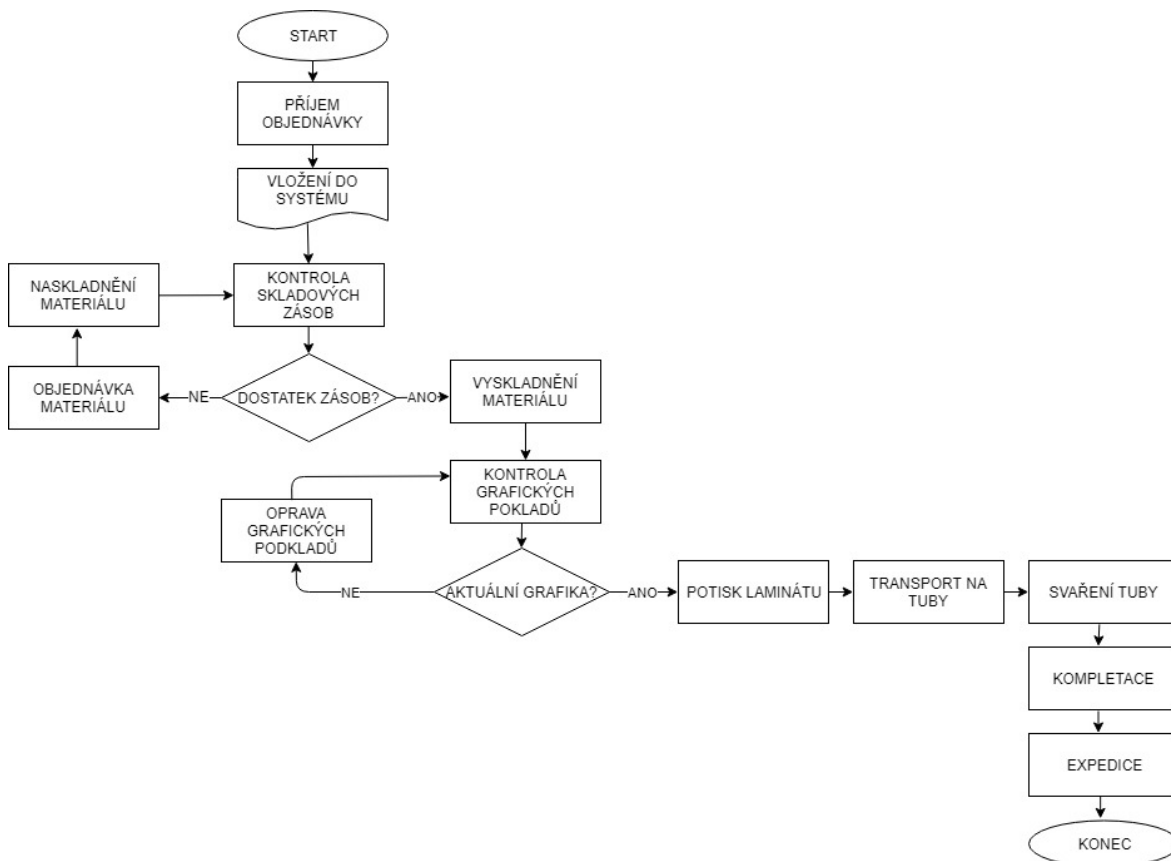 START
PŘÍJEM
OBJEDNÁVKY
VLOŽENÍ DO
SYSTÉMU
NASKLADNĚNÍ
MATERIÁLU
KONTROLA
SKLADOVÝCH
ZÁSOB
OBJEDNÁVKA
MATERIÁLU
NE
DOSTATEK ZÁSOB?
ANO
VYSKLADNĚNÍ
MATERIÁLU
KONTROLA
GRAFICKÝCH
POKLADŮ
OPRAVA
GRAFICKÝCH
PODKLADŮ
NE
AKTUÁLNÍ GRAFIKA?
ANO
POTISK LAMINÁTU
TRANSPORT NA
TUBY
SVAŘENÍ TUBY
KOMPLETACE
EXPEDICE
KONEC